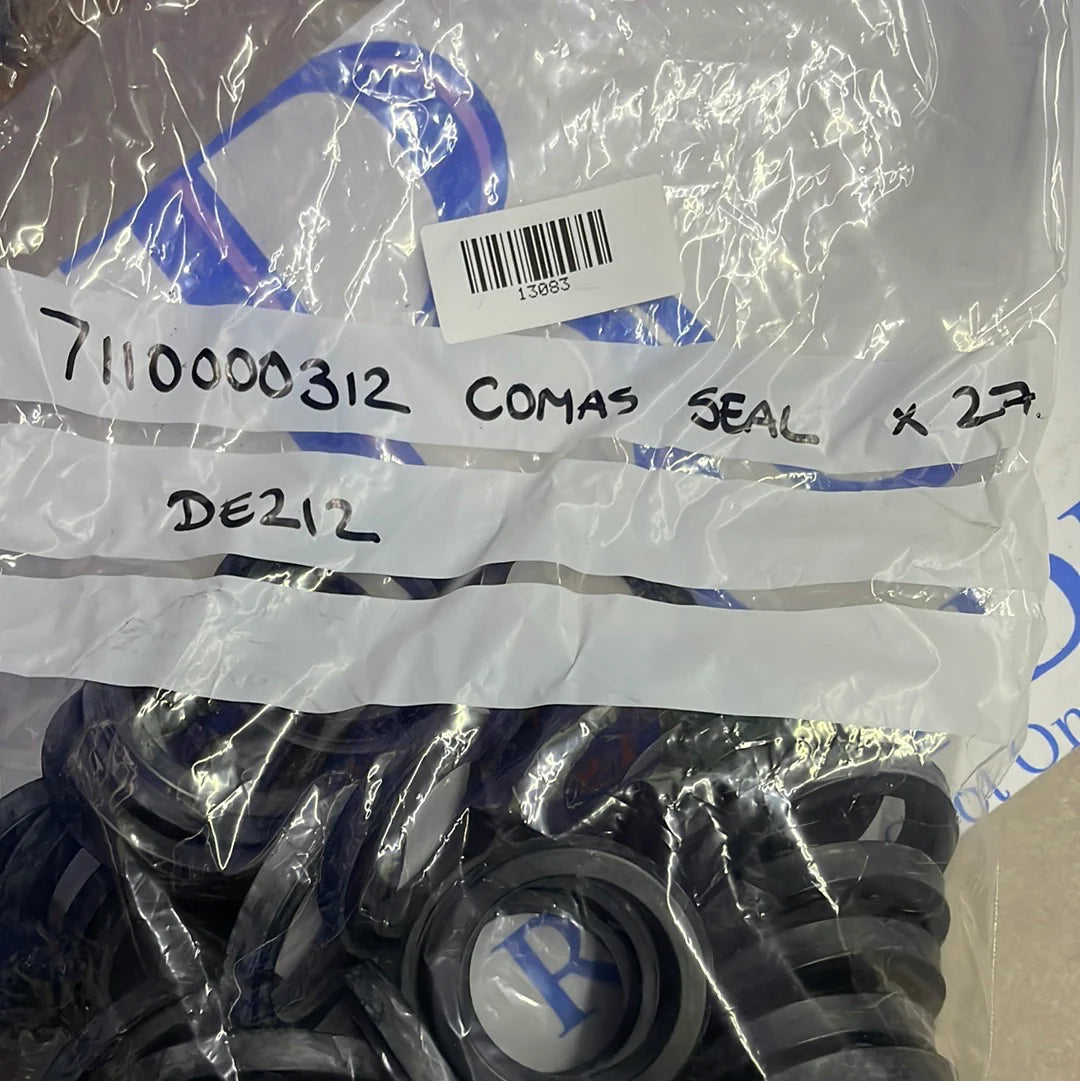 13083
7110000312 COMAS SEAL x 27.
DE212
R